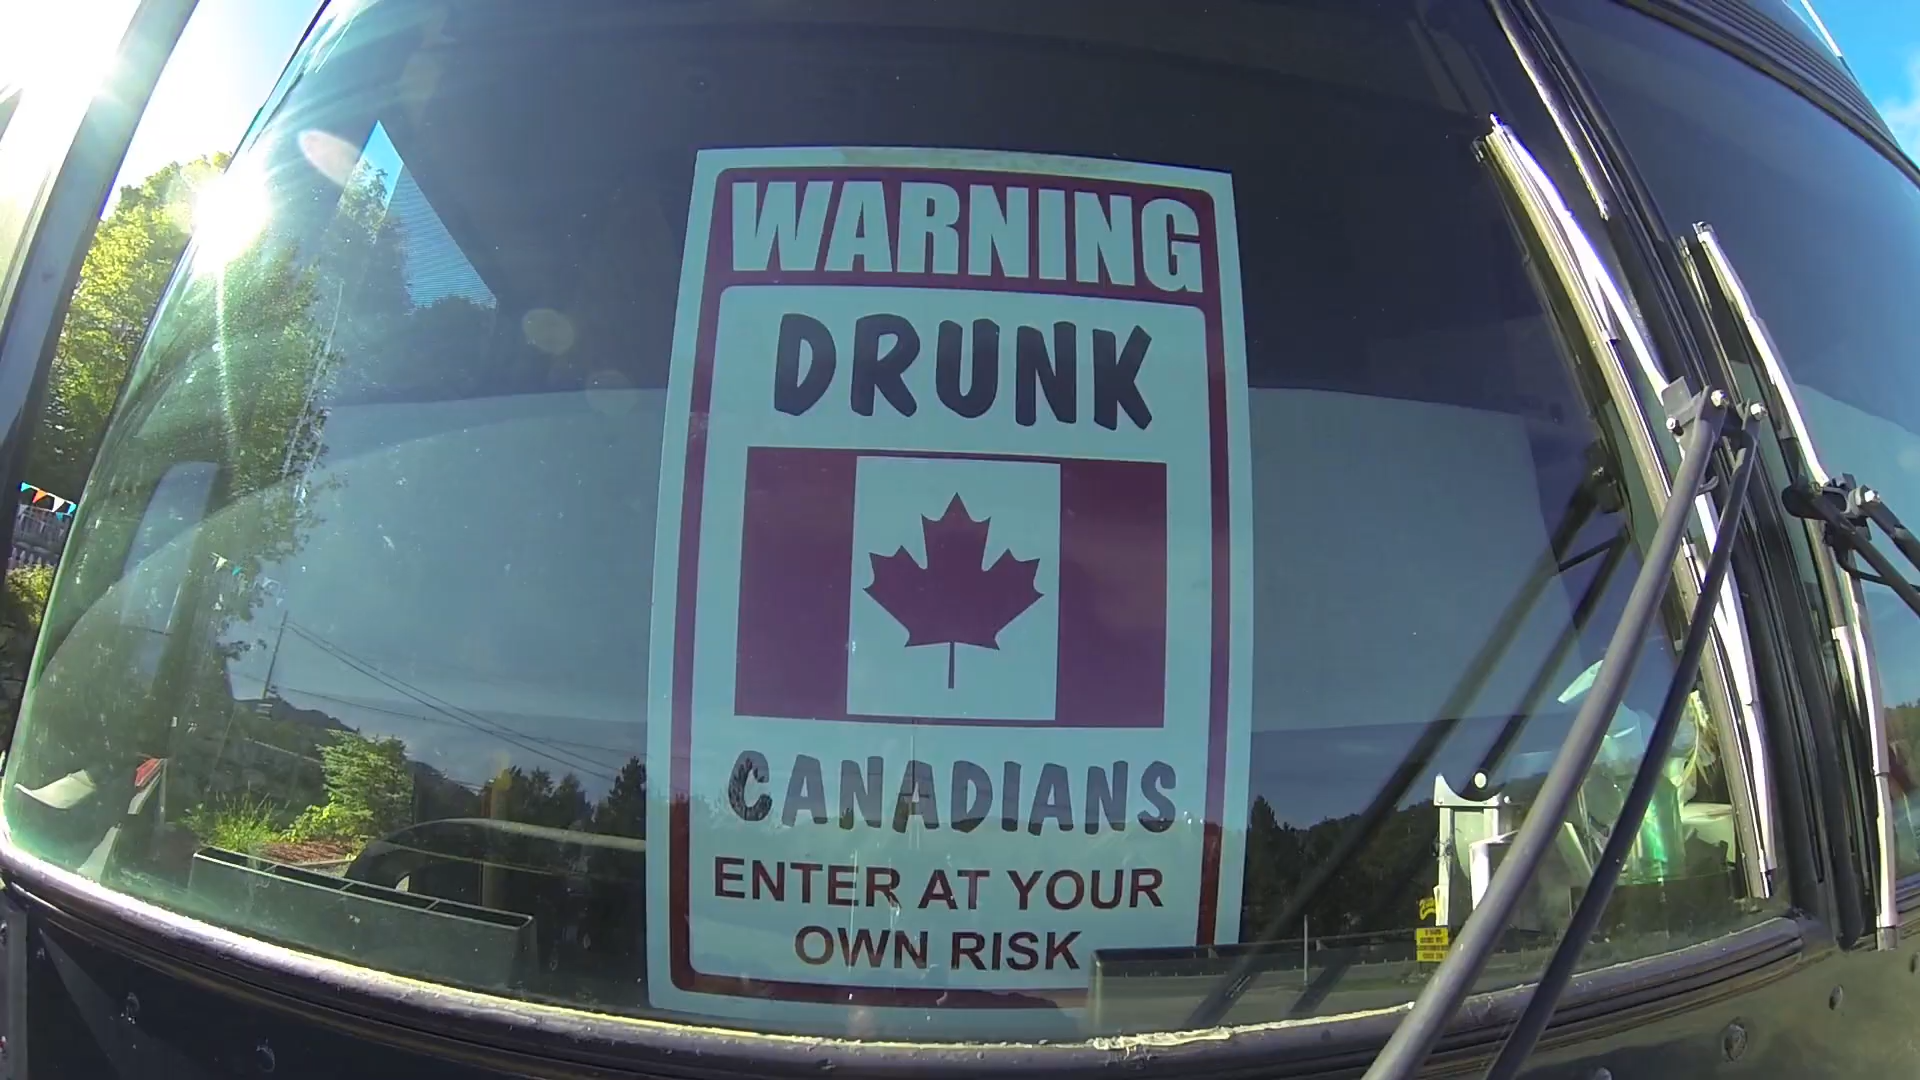 WARNING
DRUNK
CANADIANS
ENTER AT YOUR
OWN RISK